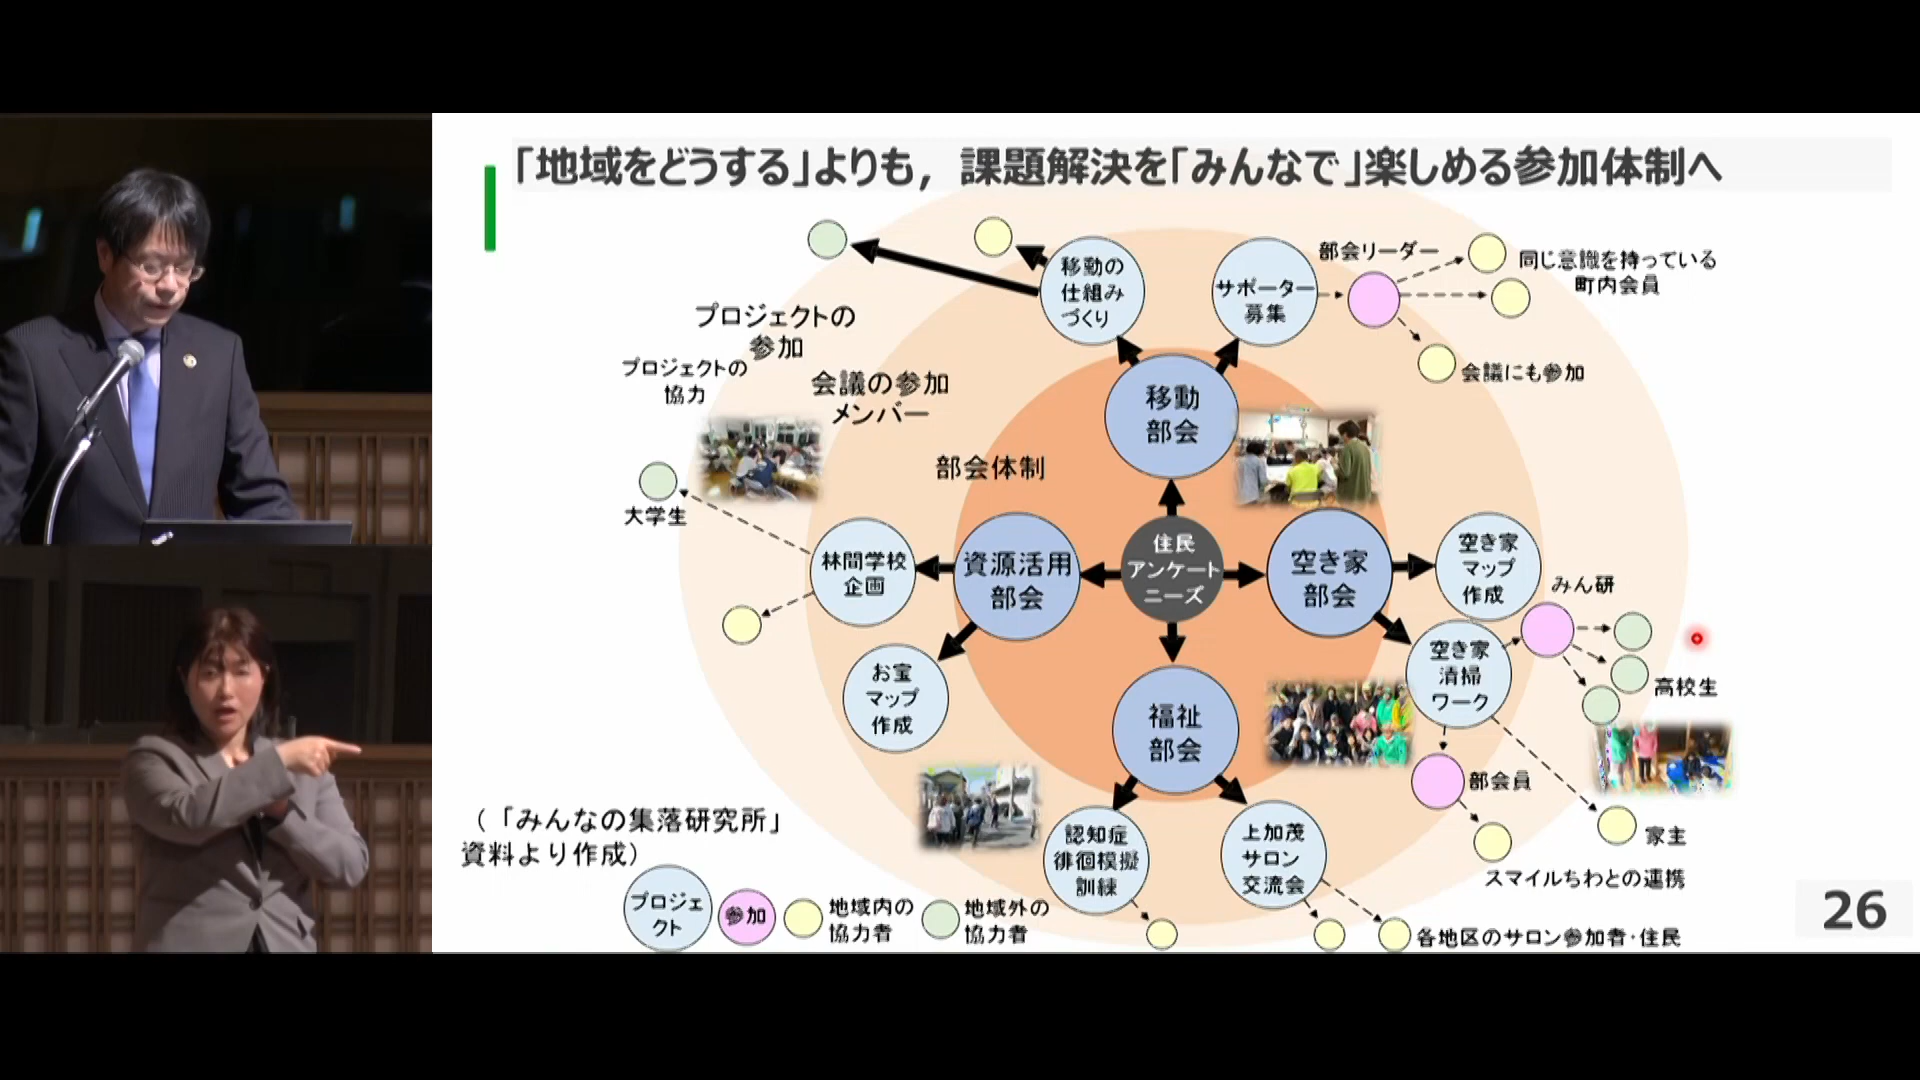 「地域をどうする」よりも，課題解決を「みんなで」楽しめる参加体制へ
プロジェクトの
参加
プロジェクトの
協力
会議の参加
メンバー
部会体制
移動の
仕組み
づくり
サポーター
募集
部会リーダー
同じ意識を持っている
町内会員
会議にも参加
移動
部会
大学生
林間学校
企画
資源活用
部会
住民
アンケート
ニーズ
空き家
部会
空き家
マップ
作成
みん研
空き家
清掃
ワーク
高校生
お宝
マップ
作成
福祉
部会
部会員
家主
スマイルちわとの連携
認知症
徘徊模擬
訓練
上加茂
サロン
交流会
各地区のサロン参加者・住民
（「みんなの集落研究所」
資料より作成）
プロジェ
クト
参加
地域内の
協力者
地域外の
協力者
26